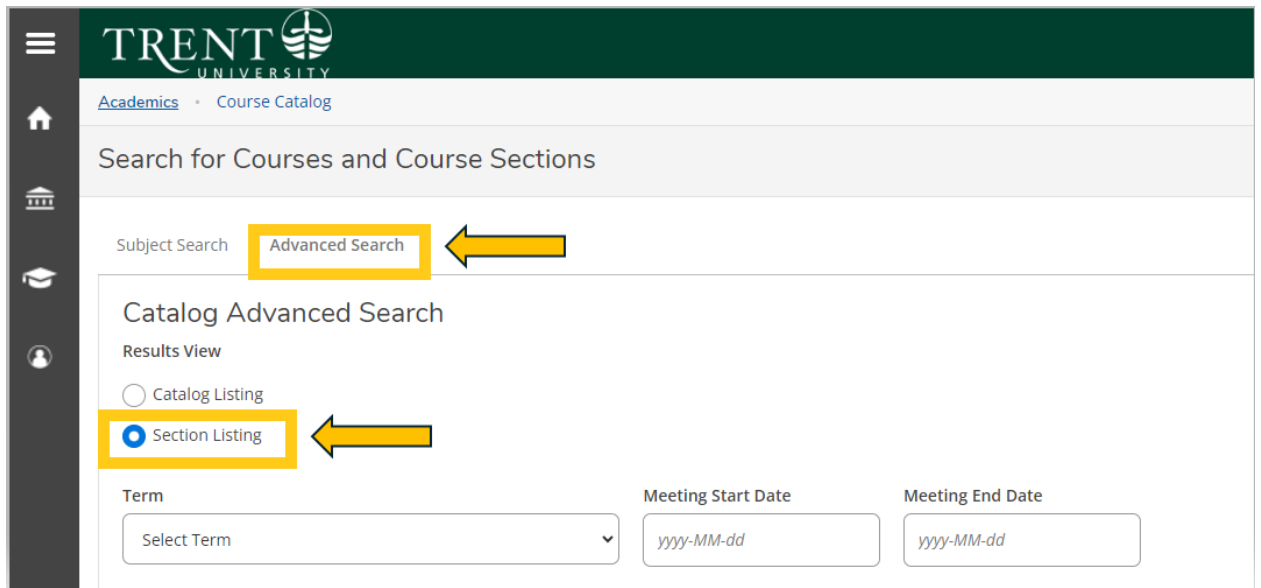 TRENT
UNIVERSITY
Academics • Course Catalog
Search for Courses and Course Sections
Subject Search Advanced Search
Catalog Advanced Search
Results View
Catalog Listing
Section Listing
Term Meeting Start Date Meeting End Date
Select Term yyyy-MM-dd yyyy-MM-dd